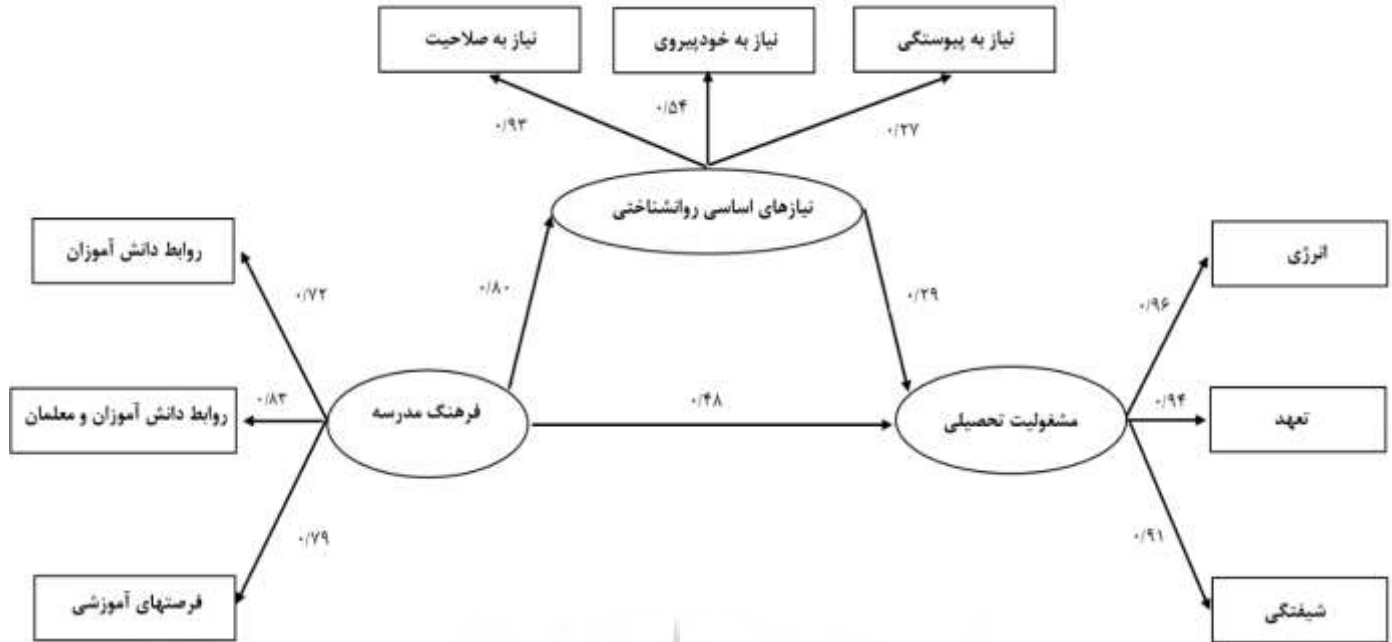 نیاز به پیوستگی
نیاز به خودپیروی
نیاز به صلاحیت
۰/۲۷
۰/۵۴
۰/۹۳
نیازهای اساسی روانشناختی
انرژی
روابط دانش آموزان
۰/۹۶
۰/۲۹
۰/۸۰
۰/۷۲
تعهد
۰/۹۴
مشغولیت تحصیلی
۰/۴۸
فرهنگ مدرسه
۰/۸۳
روابط دانش آموزان و معلمان
۰/۹۱
۰/۷۹
شیفتگی
فرصتهای آموزشی